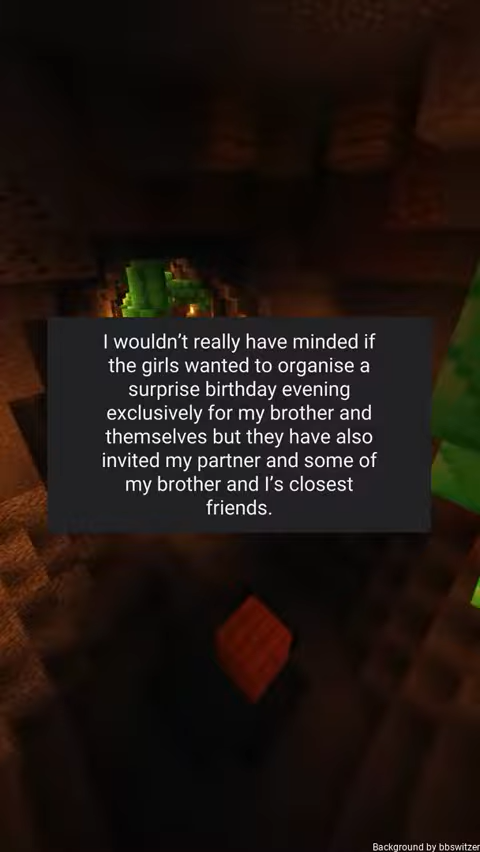 I wouldn’t really have minded if
the girls wanted to organise a
surprise birthday evening
exclusively for my brother and
themselves but they have also
invited my partner and some of
my brother and I’s closest
friends.
Background by bbswitzer